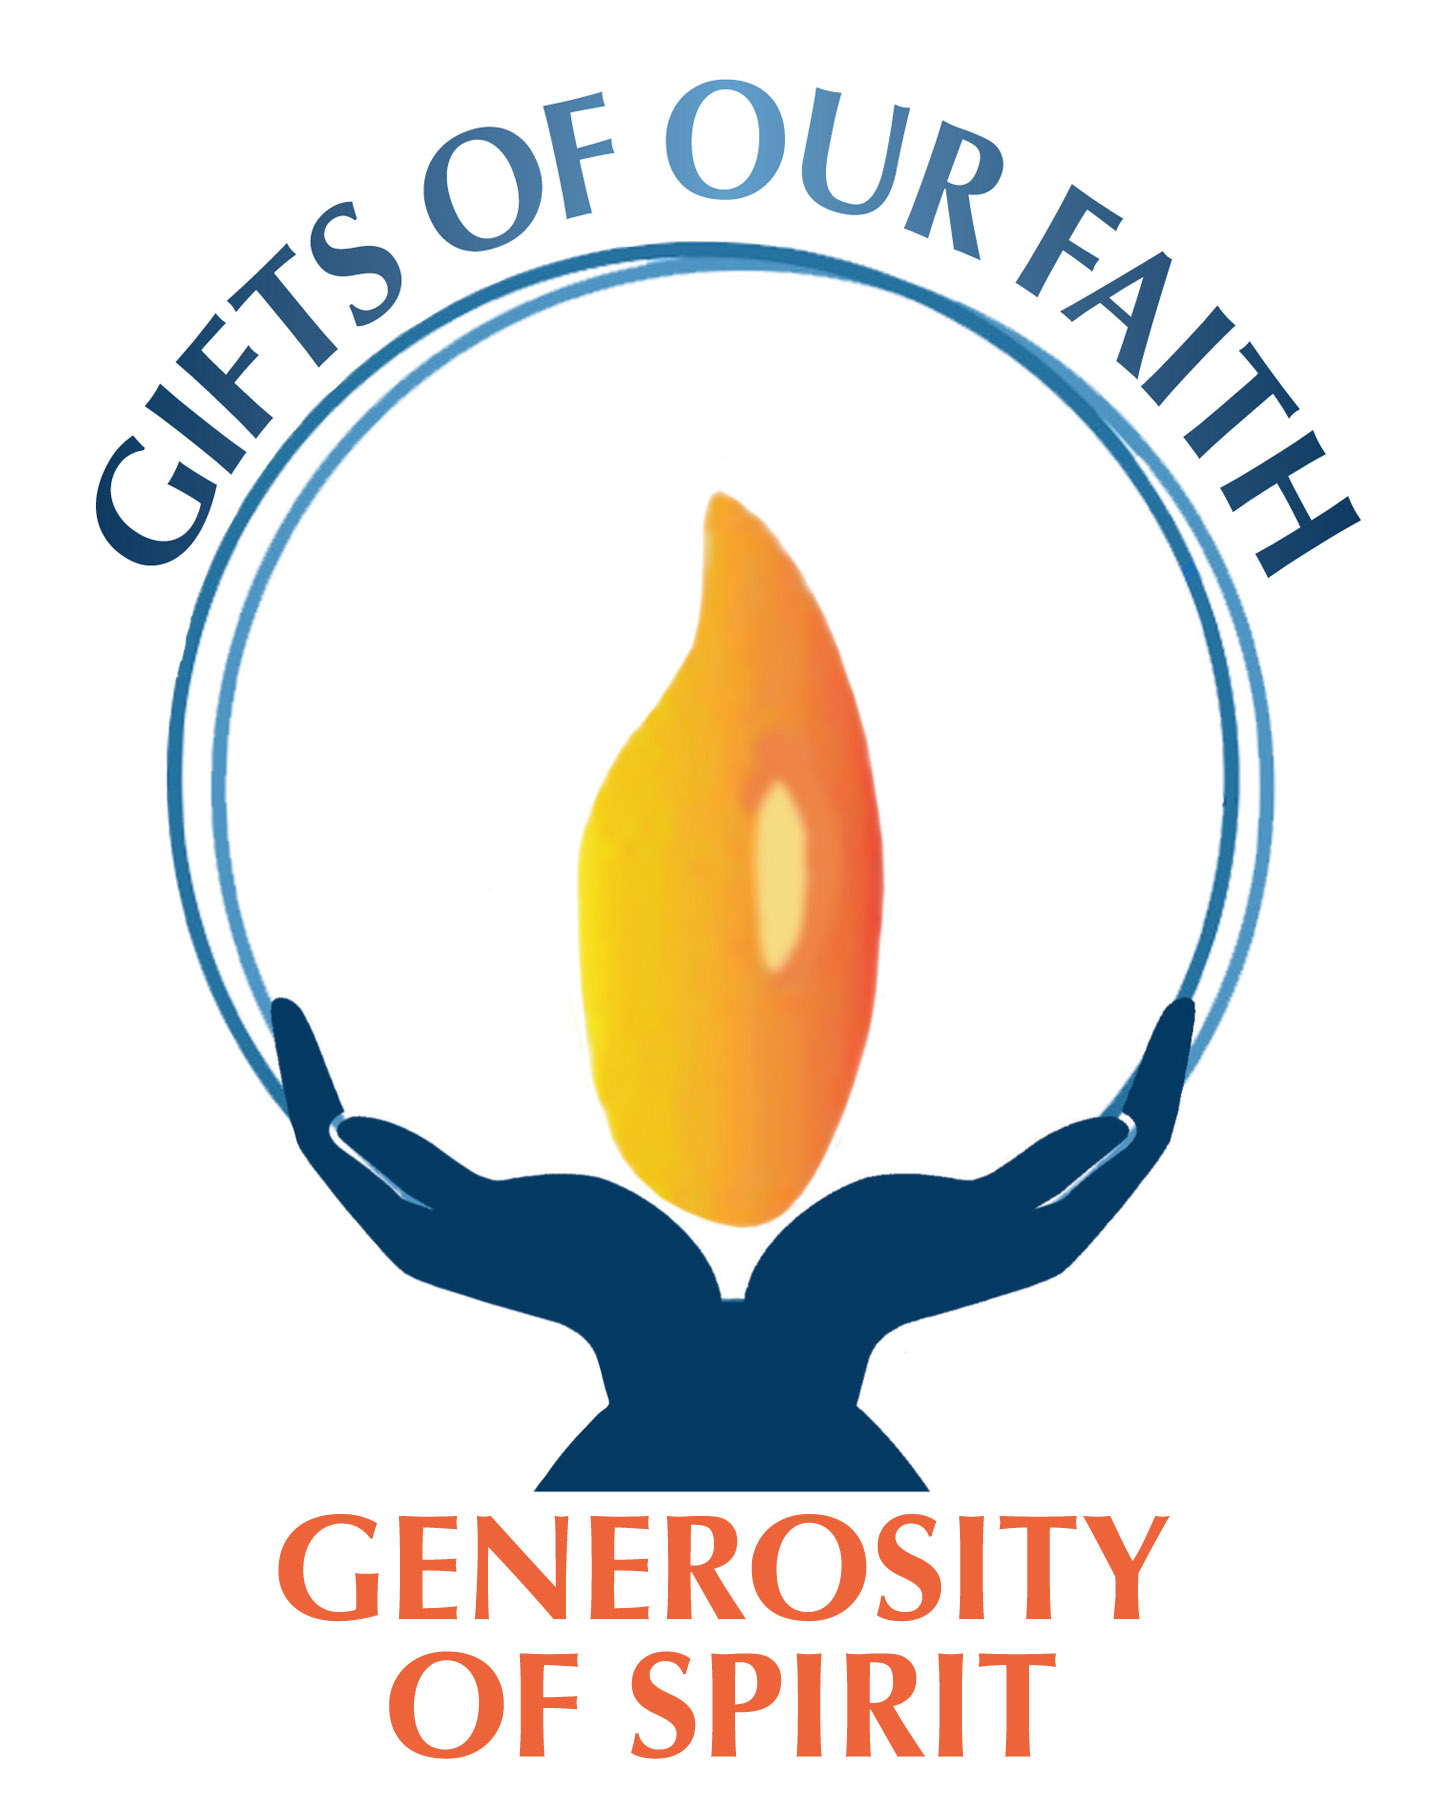 GIFTS OF OUR FAITH
GENEROSITY
OF SPIRIT